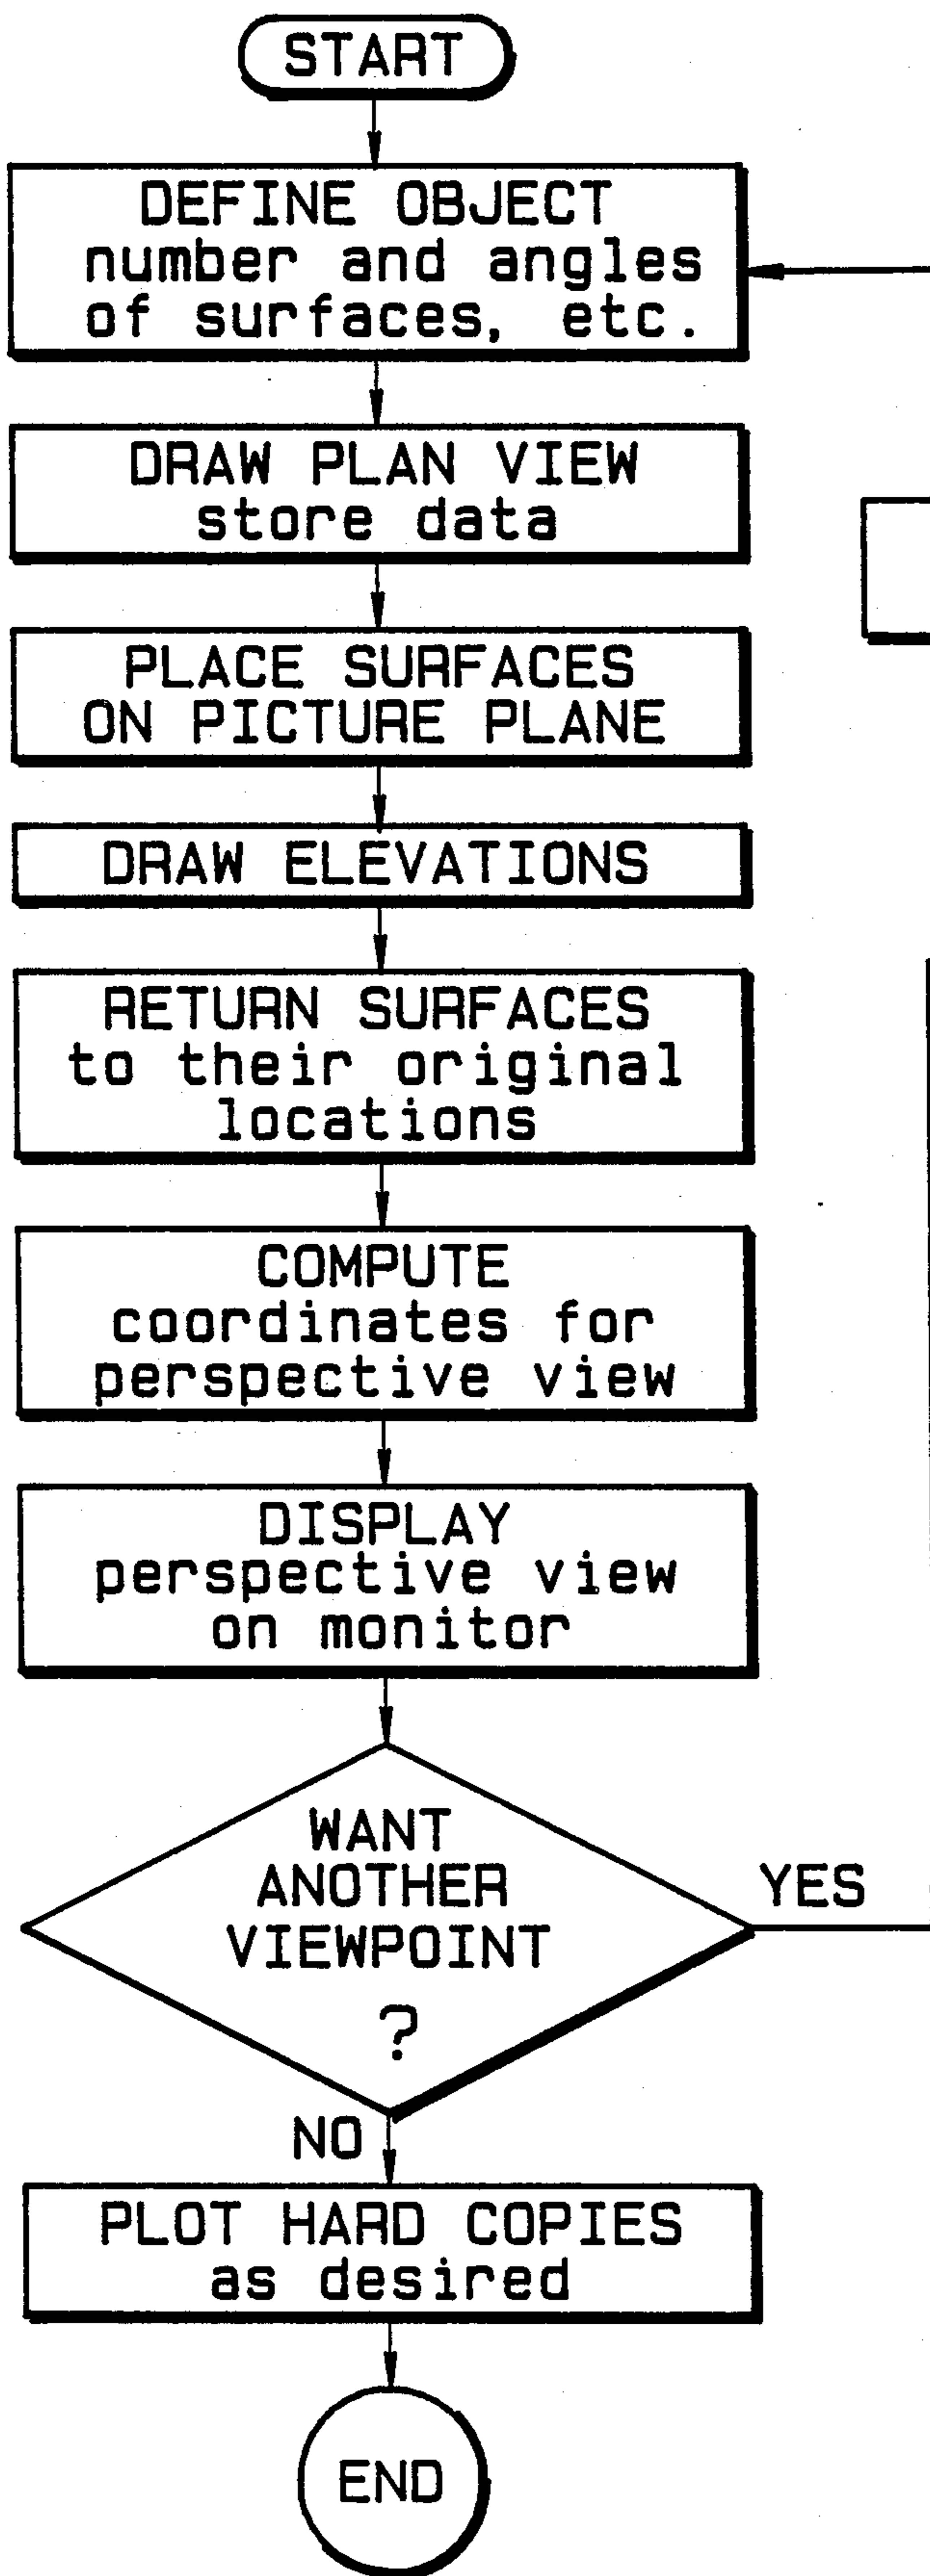 START
DEFINE OBJECT
number and angles
of surfaces, etc.
DRAW PLAN VIEW
store data
PLACE SURFACES
ON PICTURE PLANE
DRAW ELEVATIONS
RETURN SURFACES
to their original
locations
COMPUTE
coordinates for
perspective view
DISPLAY
perspective view
on monitor
WANT
ANOTHER
VIEWPOINT
?
YES
NO
PLOT HARD COPIES
as desired
END